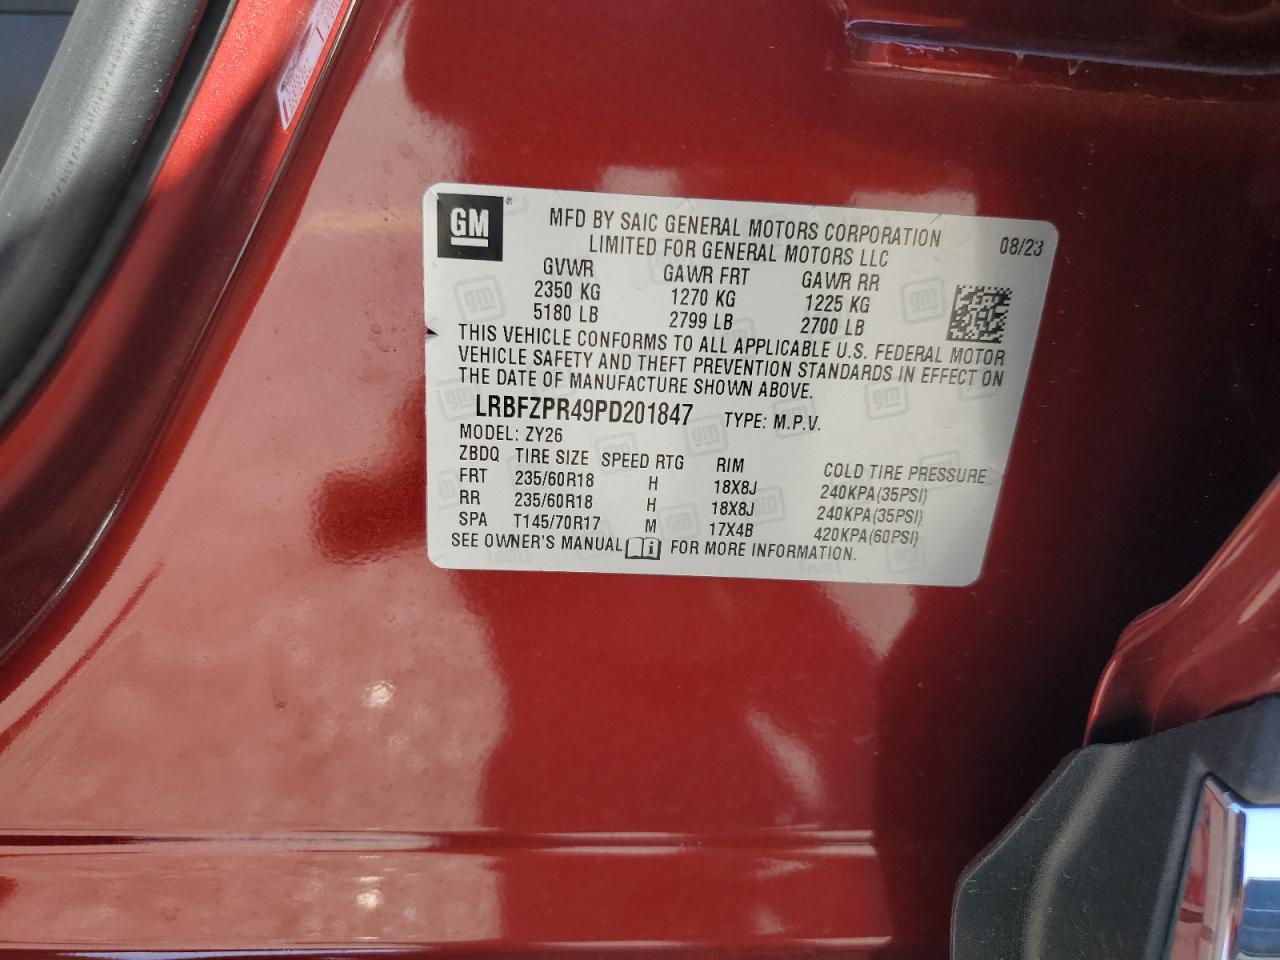 GM ®
MFD BY SAIC GENERAL MOTORS CORPORATION 08/23
LIMITED FOR GENERAL MOTORS LLC
GVWR GAWR FRT GAWR RR
2350 KG 1270 KG 1225 KG
5180 LB 2799 LB 2700 LB
THIS VEHICLE CONFORMS TO ALL APPLICABLE U.S. FEDERAL MOTOR
VEHICLE SAFETY AND THEFT PREVENTION STANDARDS IN EFFECT ON
THE DATE OF MANUFACTURE SHOWN ABOVE.
LRBFZPR49PD201847 TYPE: M.P.V.
MODEL: ZY26
ZBDQ TIRE SIZE SPEED RTG RIM COLD TIRE PRESSURE
FRT 235/60R18 H 18X8J 240KPA(35PSI)
RR 235/60R18 H 18X8J 240KPA(35PSI)
SPA T145/70R17 M 17X4B 420KPA(60PSI)
SEE OWNER'S MANUAL FOR MORE INFORMATION.